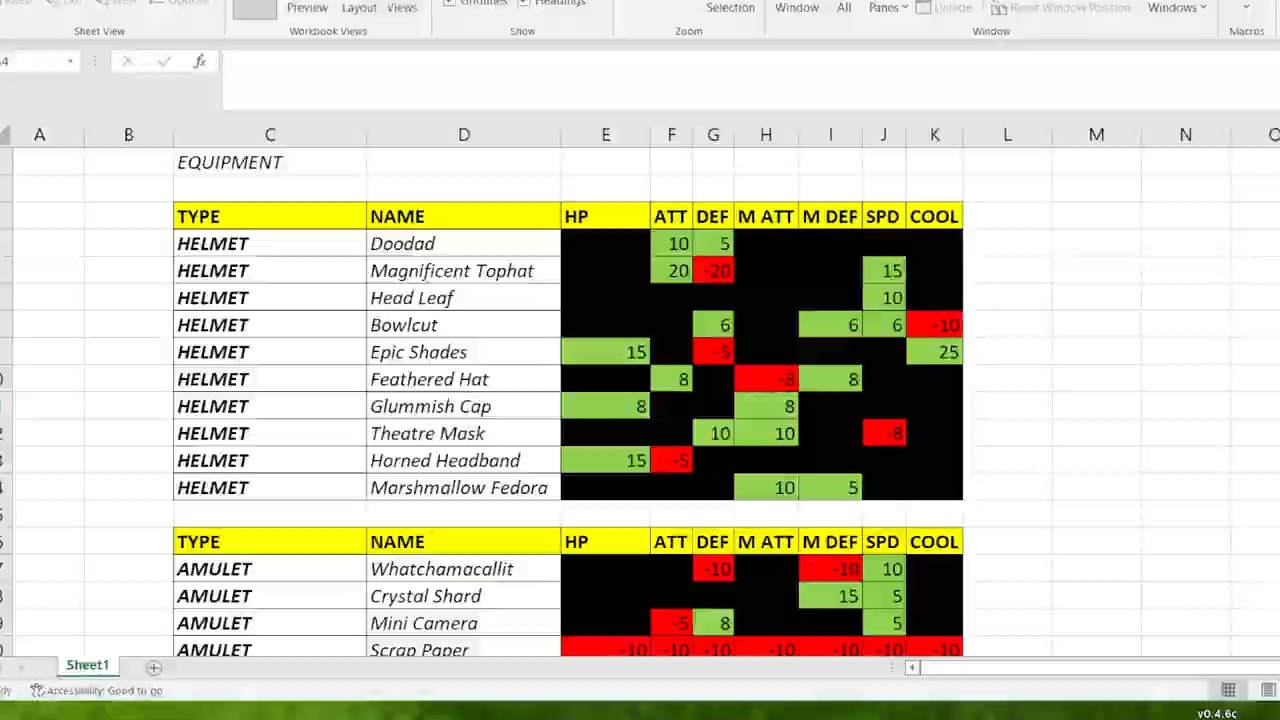 Preview Layout Views Gridlines Headings Selection Window All Panes Unhide Reset Window Position Windows
Sheet View Workbook Views Show Zoom Window Macros
fx
A B C D E F G H I J K L M N
EQUIPMENT
TYPE NAME HP ATT DEF M ATT M DEF SPD COOL
HELMET Doodad 10 5
HELMET Magnificent Tophat 20 -20 15
HELMET Head Leaf 10
HELMET Bowlcut 6 6 6 -10
HELMET Epic Shades 15 -5 25
HELMET Feathered Hat 8 -8 8
HELMET Glummish Cap 8 8
HELMET Theatre Mask 10 10 -8
HELMET Horned Headband 15 -5
HELMET Marshmallow Fedora 10 5
TYPE NAME HP ATT DEF M ATT M DEF SPD COOL
AMULET Whatchamacallit -10 -10 10
AMULET Crystal Shard 15 5
AMULET Mini Camera -5 8 5
AMULET Scrap Paper -10 -10 -10 -10 -10 -10 -10
Sheet1
Accessibility: Good to go
v0.4.6c